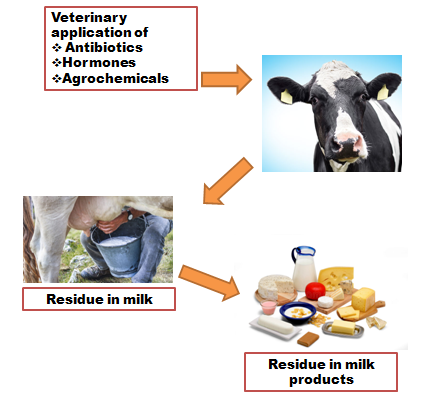 Veterinary
application of
❖ Antibiotics
❖Hormones
❖Agrochemicals
Residue in milk
Residue in milk
products